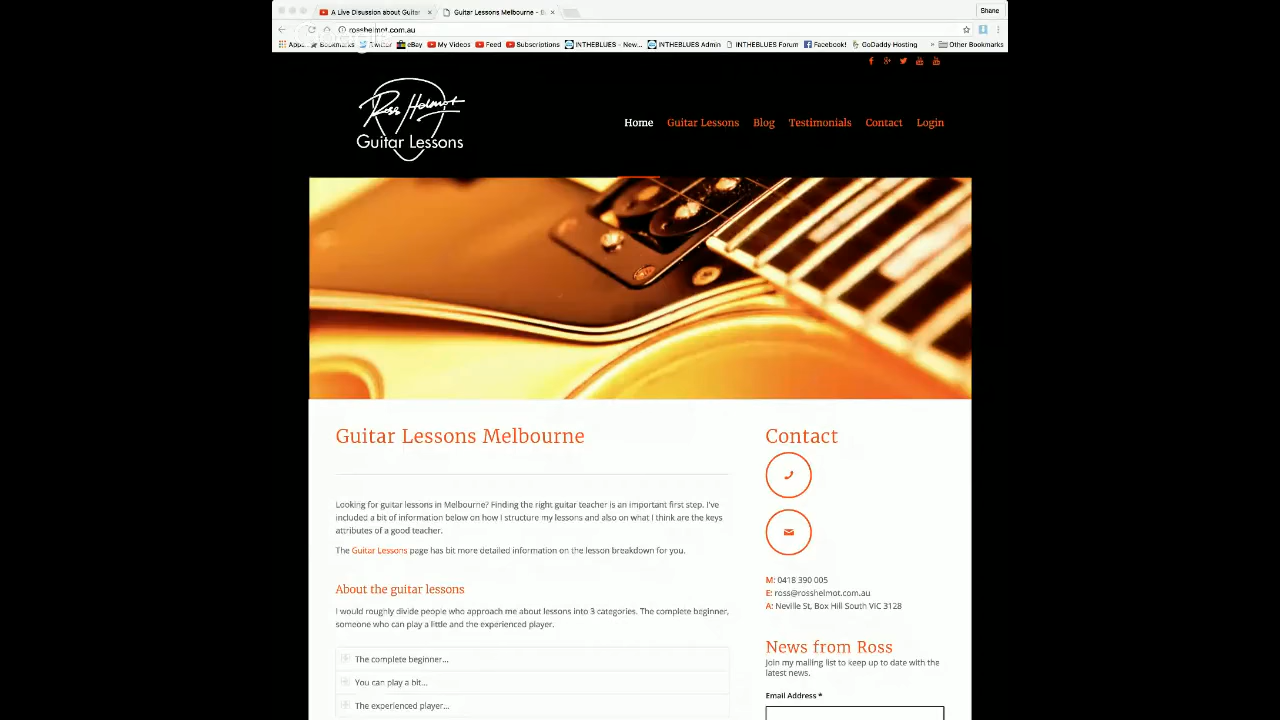 A Live Disussion about Guitar
Guitar Lessons Melbourne - B
Shane
rosshelmot.com.au
Apps
Bookmarks
Twitter
eBay
My Videos
Feed
Subscriptions
INTHEBLUES - New...
INTHEBLUES Admin
INTHEBLUES Forum
Facebook!
GoDaddy Hosting
Other Bookmarks
Ross Helmot
Guitar Lessons
Home
Guitar Lessons
Blog
Testimonials
Contact
Login
Guitar Lessons Melbourne
Looking for guitar lessons in Melbourne? Finding the right guitar teacher is an important first step. I've
included a bit of information below on how I structure my lessons and also on what I think are the keys
attributes of a good teacher.
The Guitar Lessons page has bit more detailed information on the lesson breakdown for you.
About the guitar lessons
I would roughly divide people who approach me about lessons into 3 categories. The complete beginner,
someone who can play a little and the experienced player.
The complete beginner...
You can play a bit...
The experienced player...
Contact
M: 0418 390 005
E: ross@rosshelmot.com.au
A: Neville St, Box Hill South VIC 3128
News from Ross
Join my mailing list to keep up to date with the
latest news.
Email Address *